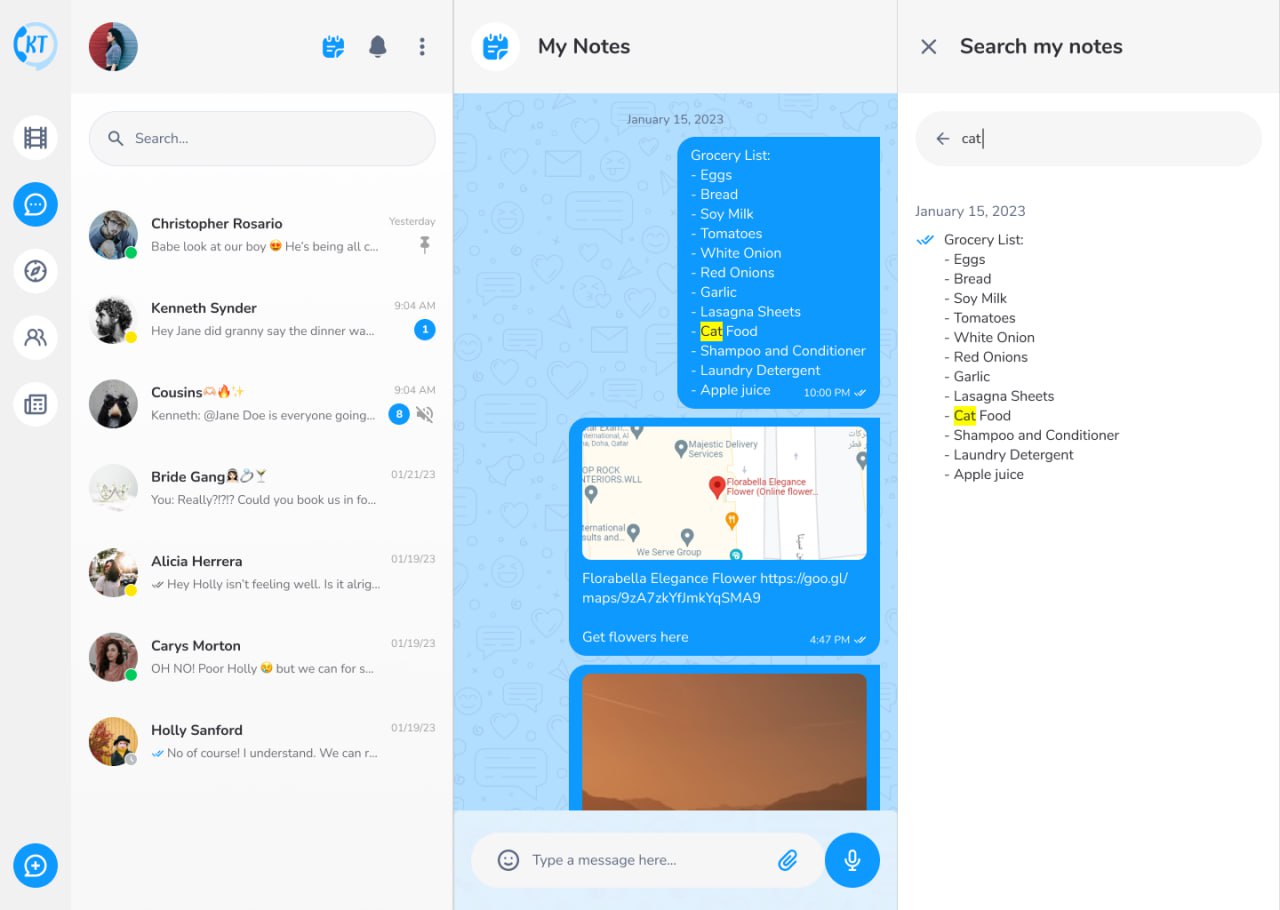 KT
Search...
Christopher Rosario
Yesterday
Babe look at our boy 😍 He's being all c...
Kenneth Synder
9:04 AM
Hey Jane did granny say the dinner wa...
1
Cousins🫶🏻🔥✨
9:04 AM
Kenneth: @Jane Doe is everyone going...
8
Bride Gang👰🏻💍🍸
01/21/23
You: Really?!?!? Could you book us in fo...
Alicia Herrera
01/19/23
Hey Holly isn't feeling well. Is it alrig...
Carys Morton
01/19/23
OH NO! Poor Holly 😢 but we can for s...
Holly Sanford
01/19/23
No of course! I understand. We can r...
My Notes
January 15, 2023
Grocery List:
- Eggs
- Bread
- Soy Milk
- Tomatoes
- White Onion
- Red Onions
- Garlic
- Lasagna Sheets
- Cat Food
- Shampoo and Conditioner
- Laundry Detergent
- Apple juice
10:00 PM
Majestic Delivery
Services
OP ROCK
NTERIORS.WLL
Florabella Elegance
Flower (Online flower...
We Serve Group
Florabella Elegance Flower https://goo.gl/
maps/9zA7zkYfJmkYqSMA9
Get flowers here
4:47 PM
Type a message here...
Search my notes
cat
January 15, 2023
Grocery List:
- Eggs
- Bread
- Soy Milk
- Tomatoes
- White Onion
- Red Onions
- Garlic
- Lasagna Sheets
- Cat Food
- Shampoo and Conditioner
- Laundry Detergent
- Apple juice